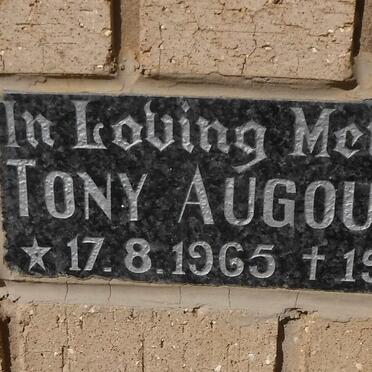 In Loving Me
TONY AUGOU
☆ 17. 8. 1965 † 19